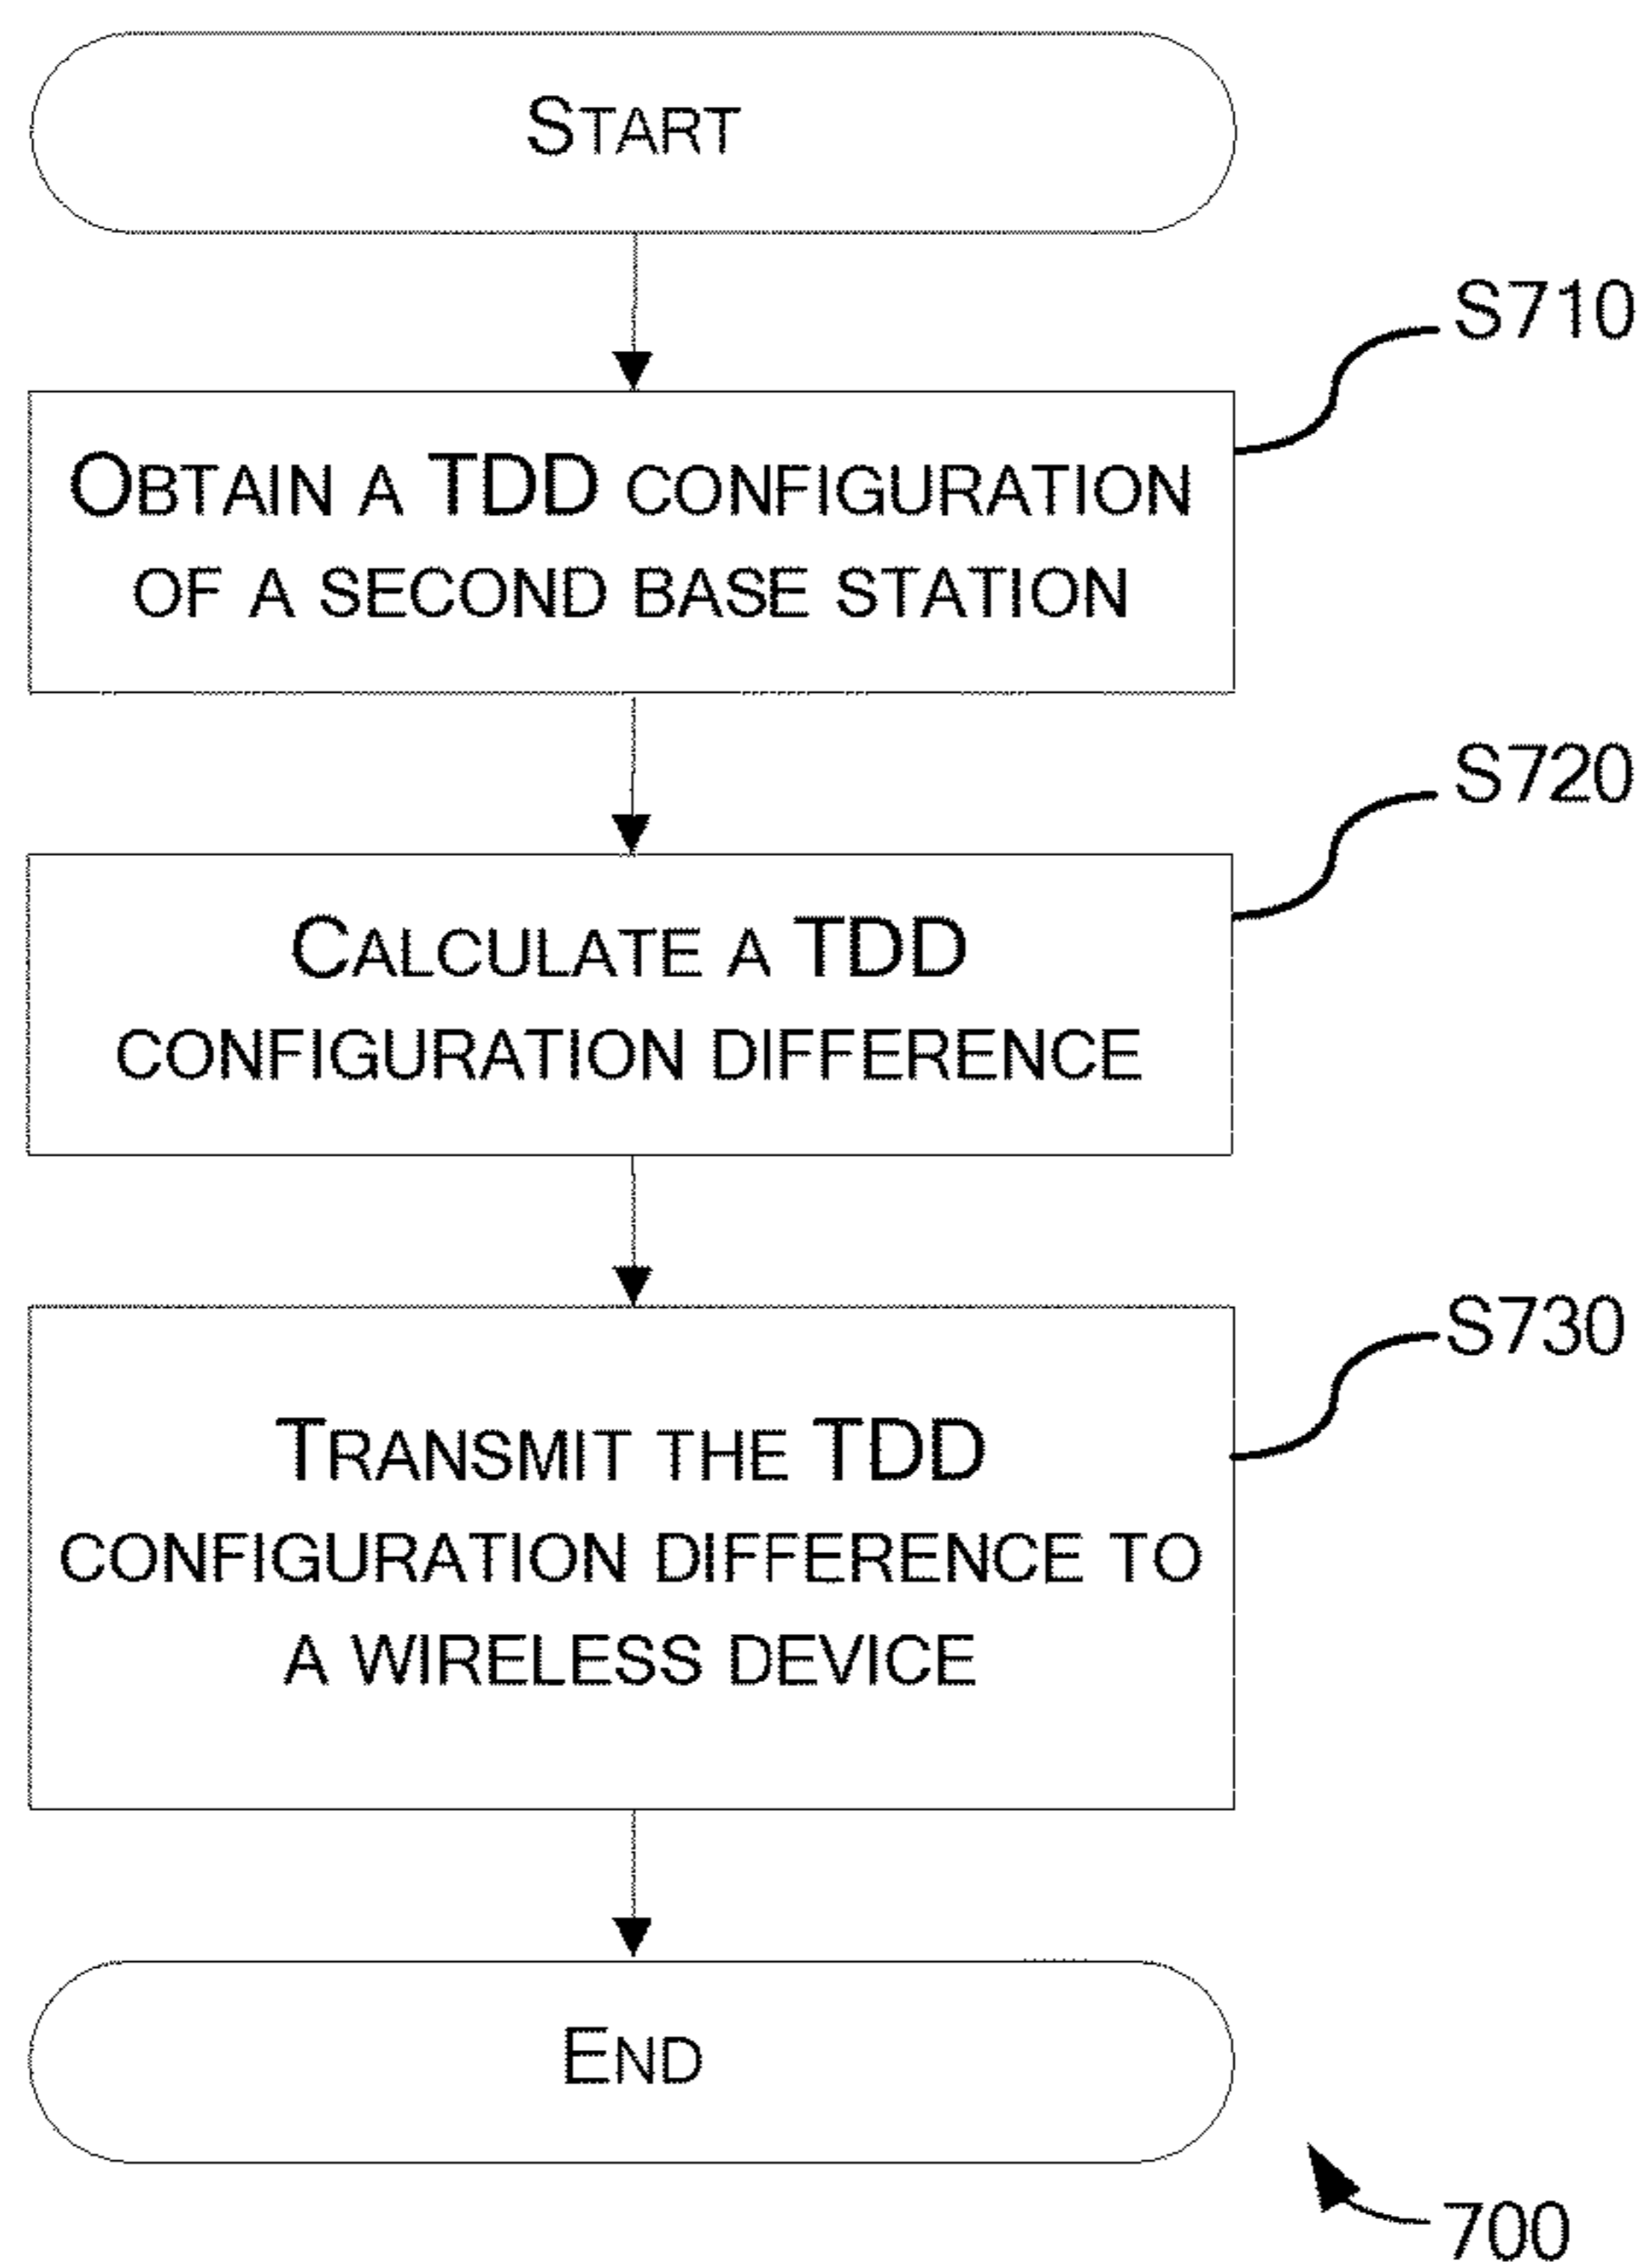 START
S710
OBTAIN A TDD CONFIGURATION
OF A SECOND BASE STATION
S720
CALCULATE A TDD
CONFIGURATION DIFFERENCE
S730
TRANSMIT THE TDD
CONFIGURATION DIFFERENCE TO
A WIRELESS DEVICE
END
700